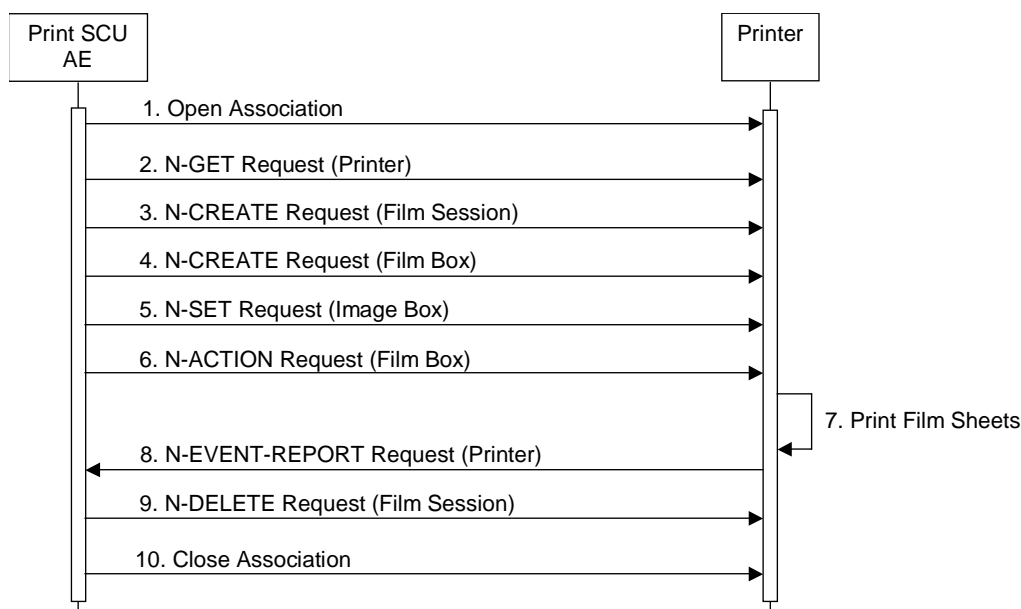 Print SCU
AE
Printer
1. Open Association
2. N-GET Request (Printer)
3. N-CREATE Request (Film Session)
4. N-CREATE Request (Film Box)
5. N-SET Request (Image Box)
6. N-ACTION Request (Film Box)
7. Print Film Sheets
8. N-EVENT-REPORT Request (Printer)
9. N-DELETE Request (Film Session)
10. Close Association